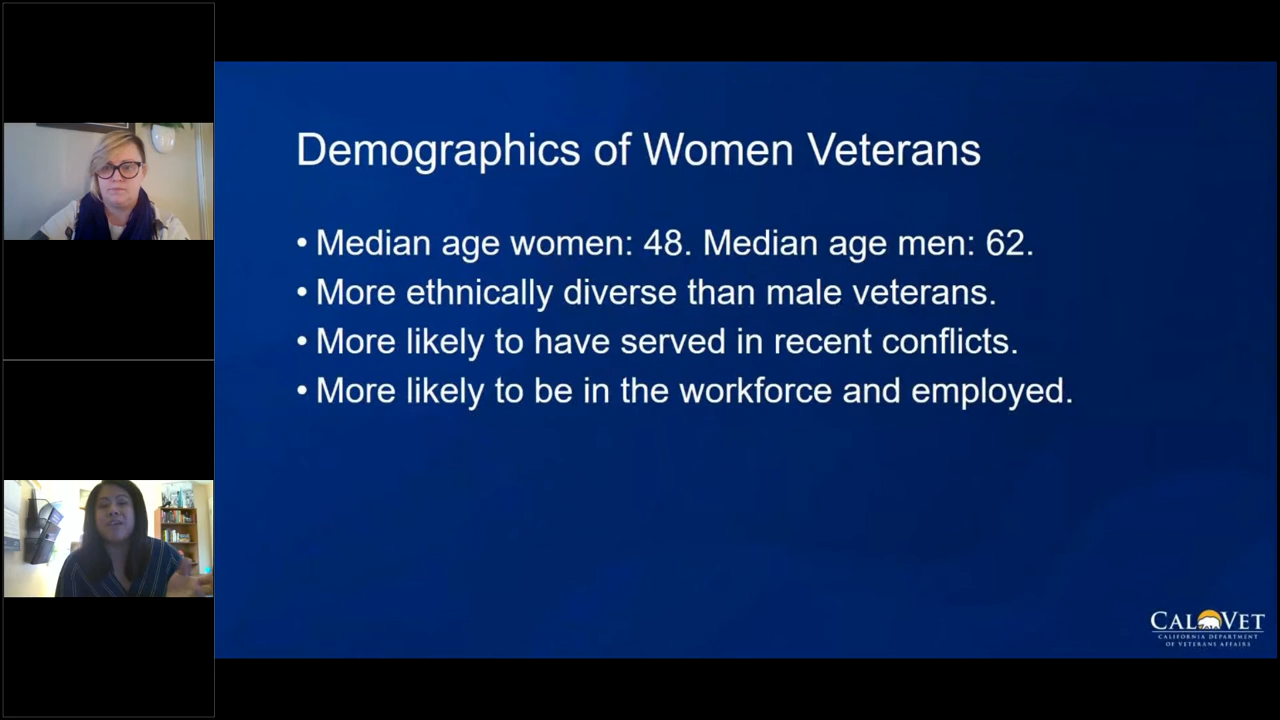 Demographics of Women Veterans
• Median age women: 48. Median age men: 62.
• More ethnically diverse than male veterans.
• More likely to have served in recent conflicts.
• More likely to be in the workforce and employed.
CALVET
CALIFORNIA DEPARTMENT
OF VETERANS AFFAIRS